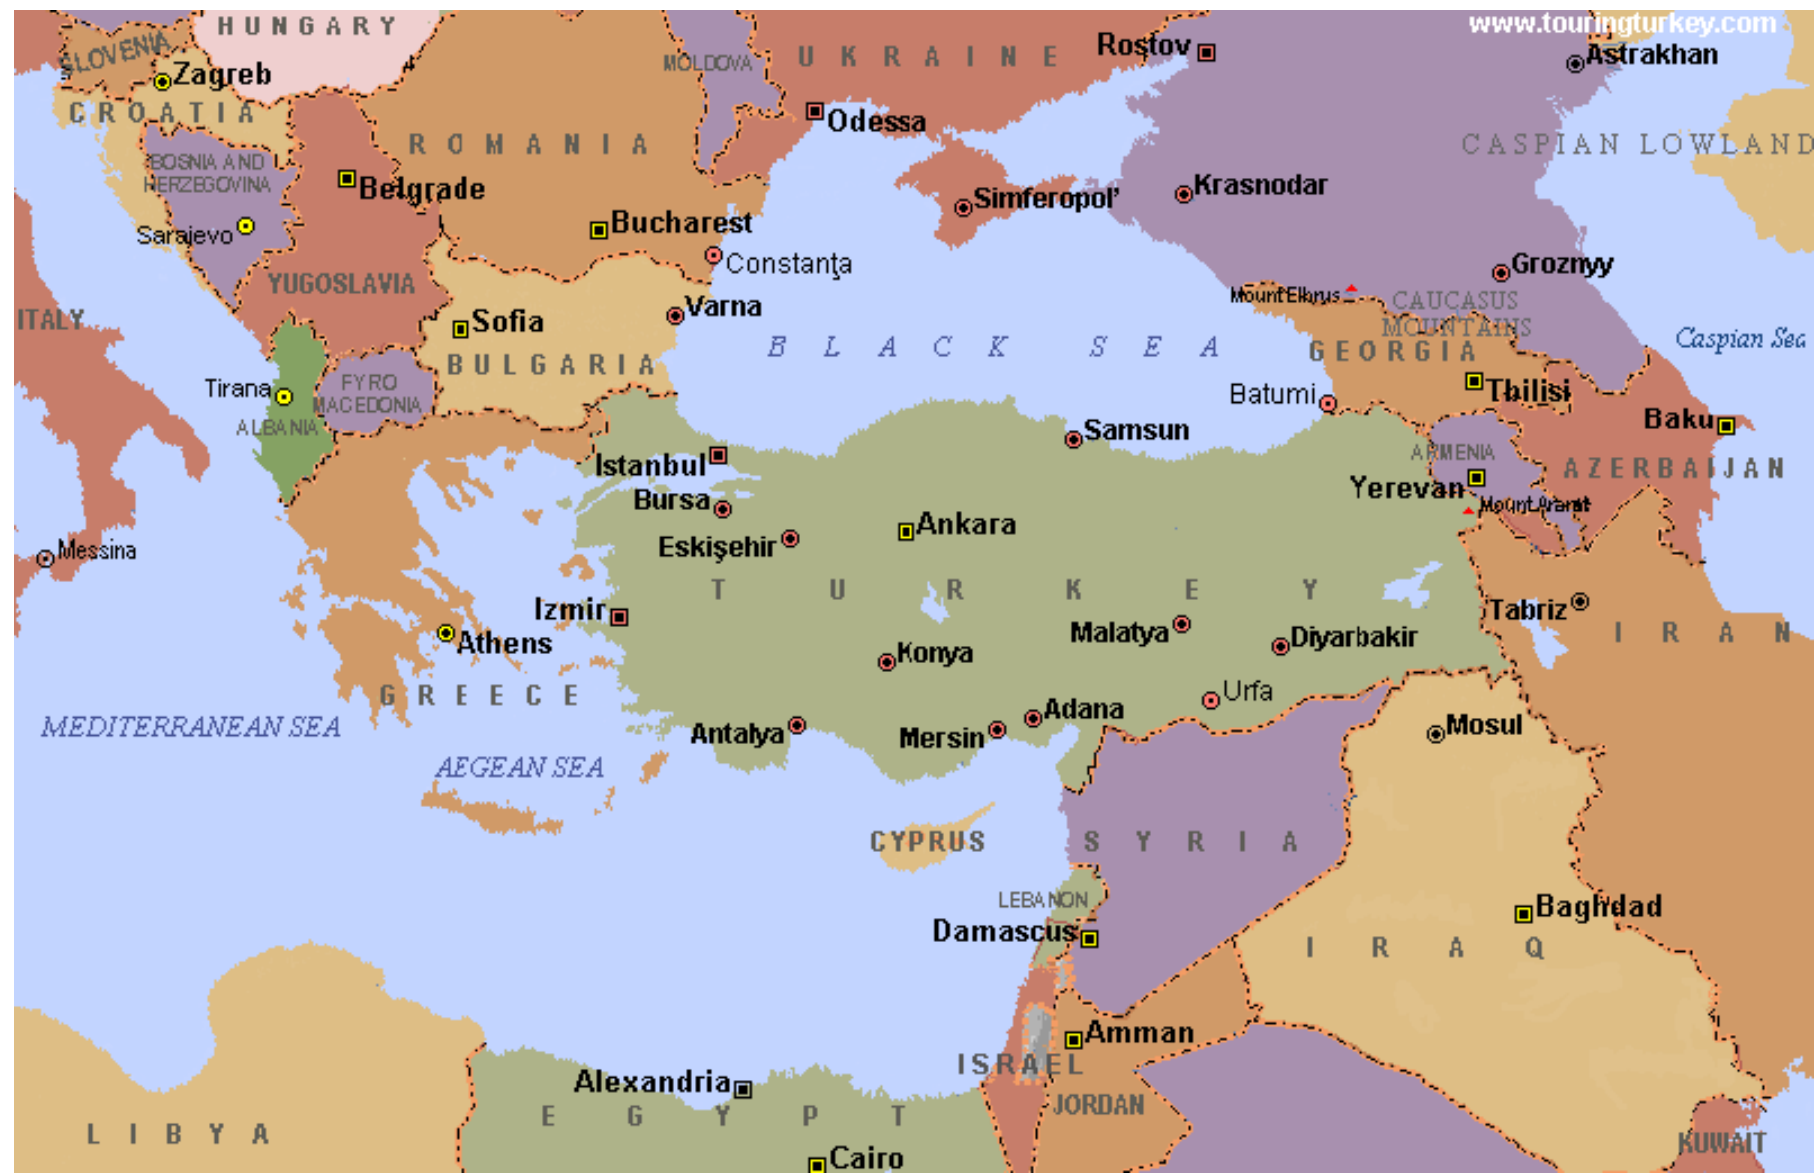 HUNGARY
www.touringturkey.com
SLOVENIA
Zagreb
MOLDOVA
UKRAINE
Rostov
Astrakhan
CROATIA
Odessa
ROMANIA
CASPIAN LOWLAND
BOSNIA AND
HERZEGOVINA
Belgrade
Simferopol'
Krasnodar
Sarajevo
Bucharest
Constanţa
Groznyy
YUGOSLAVIA
Mount Elbrus
CAUCASUS
MOUNTAINS
ITALY
Sofia
Varna
BLACK SEA
Caspian Sea
BULGARIA
GEORGIA
Tirana
FYRO
MACEDONIA
Batumi
Tbilisi
ALBANIA
Samsun
Baku
Istanbul
ARMENIA
AZERBAIJAN
Bursa
Yerevan
Mount Ararat
Ankara
Messina
Eskişehir
TURKEY
Izmir
Tabriz
Athens
Malatya
Diyarbakir
IRAN
Konya
GREECE
Urfa
MEDITERRANEAN SEA
Antalya
Mersin
Adana
Mosul
AEGEAN SEA
CYPRUS
SYRIA
LEBANON
Damascus
Baghdad
IRAQ
Amman
ISRAEL
Alexandria
JORDAN
EGYPT
LIBYA
KUWAIT
Cairo